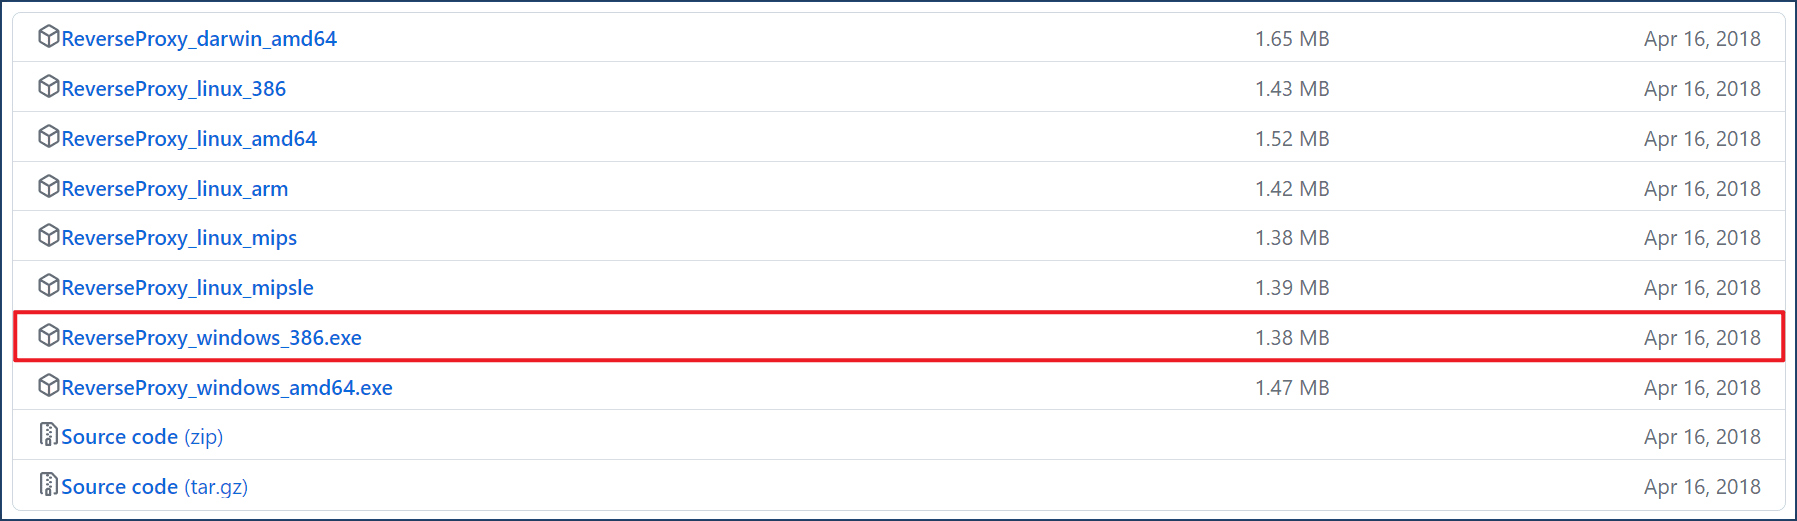 ReverseProxy_darwin_amd64 1.65 MB Apr 16, 2018
ReverseProxy_linux_386 1.43 MB Apr 16, 2018
ReverseProxy_linux_amd64 1.52 MB Apr 16, 2018
ReverseProxy_linux_arm 1.42 MB Apr 16, 2018
ReverseProxy_linux_mips 1.38 MB Apr 16, 2018
ReverseProxy_linux_mipsle 1.39 MB Apr 16, 2018
ReverseProxy_windows_386.exe 1.38 MB Apr 16, 2018
ReverseProxy_windows_amd64.exe 1.47 MB Apr 16, 2018
Source code (zip) Apr 16, 2018
Source code (tar.gz) Apr 16, 2018